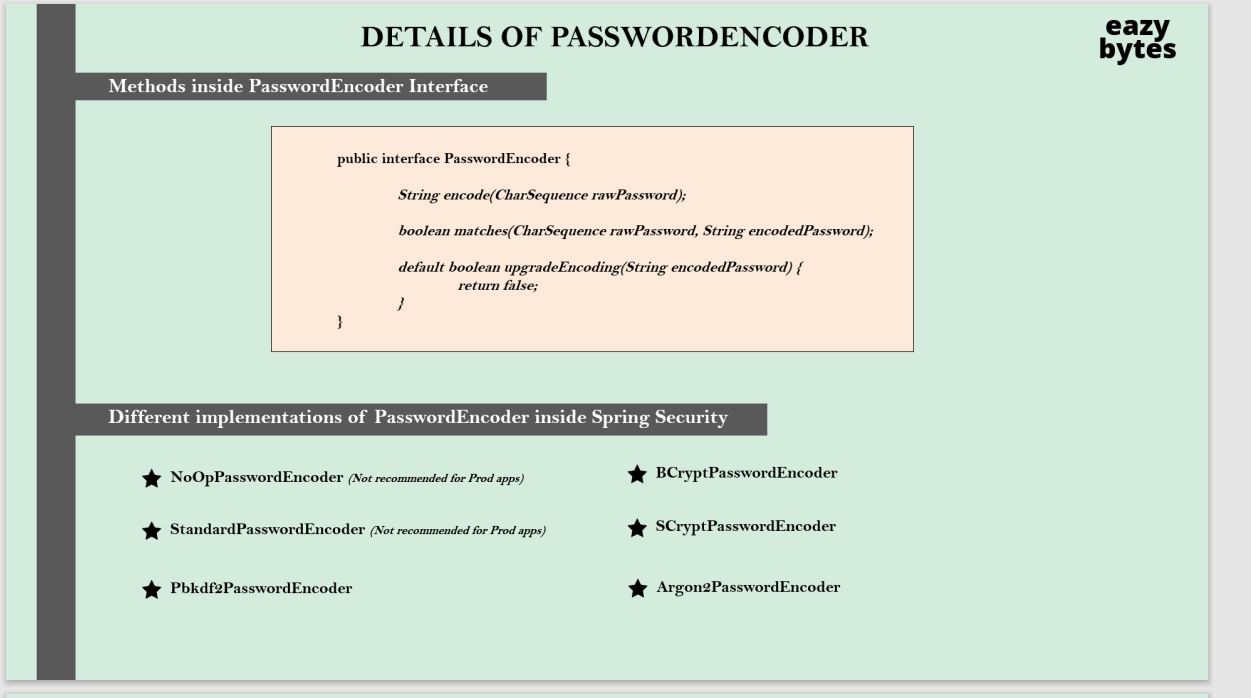 DETAILS OF PASSWORDENCODER
eazy
bytes
Methods inside PasswordEncoder Interface
public interface PasswordEncoder {
String encode(CharSequence rawPassword);
boolean matches(CharSequence rawPassword, String encodedPassword);
default boolean upgradeEncoding(String encodedPassword) {
return false;
}
}
Different implementations of PasswordEncoder inside Spring Security
NoOpPasswordEncoder (Not recommended for Prod apps)
StandardPasswordEncoder (Not recommended for Prod apps)
Pbkdf2PasswordEncoder
BCryptPasswordEncoder
SCryptPasswordEncoder
Argon2PasswordEncoder